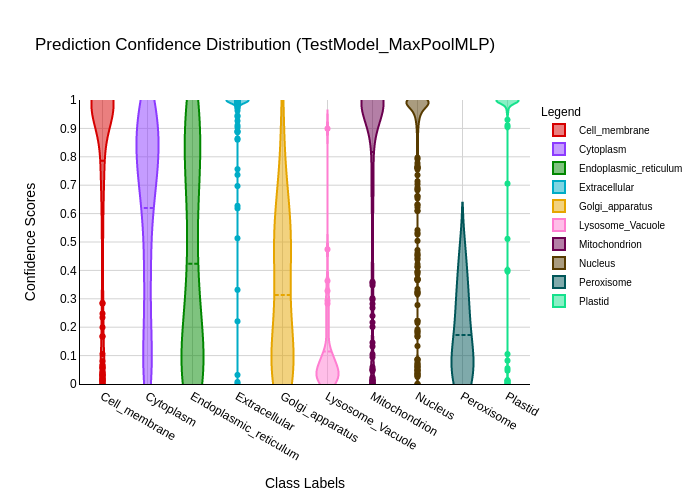 Prediction Confidence Distribution (TestModel_MaxPoolMLP)
Legend
Cell_membrane
Cytoplasm
Endoplasmic_reticulum
Extracellular
Golgi_apparatus
Lysosome_Vacuole
Mitochondrion
Nucleus
Peroxisome
Plastid
Confidence Scores
1
0.9
0.8
0.7
0.6
0.5
0.4
0.3
0.2
0.1
0
Cell_membrane
Cytoplasm
Endoplasmic_reticulum
Extracellular
Golgi_apparatus
Lysosome_Vacuole
Mitochondrion
Nucleus
Peroxisome
Plastid
Class Labels